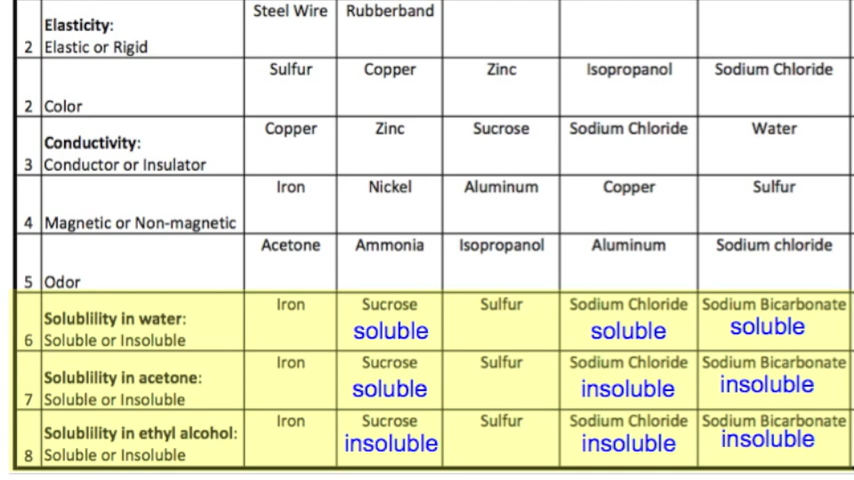 Steel Wire Rubberband
Elasticity:
2 Elastic or Rigid
Sulfur Copper Zinc Isopropanol Sodium Chloride
2 Color
Copper Zinc Sucrose Sodium Chloride Water
Conductivity:
3 Conductor or Insulator
Iron Nickel Aluminum Copper Sulfur
4 Magnetic or Non-magnetic
Acetone Ammonia Isopropanol Aluminum Sodium chloride
5 Odor
Iron Sucrose Sulfur Sodium Chloride Sodium Bicarbonate
Solublility in water:
soluble soluble soluble
6 Soluble or Insoluble
Iron Sucrose Sulfur Sodium Chloride Sodium Bicarbonate
Solublility in acetone:
soluble insoluble insoluble
7 Soluble or Insoluble
Iron Sucrose Sulfur Sodium Chloride Sodium Bicarbonate
Solublility in ethyl alcohol:
insoluble insoluble insoluble
8 Soluble or Insoluble